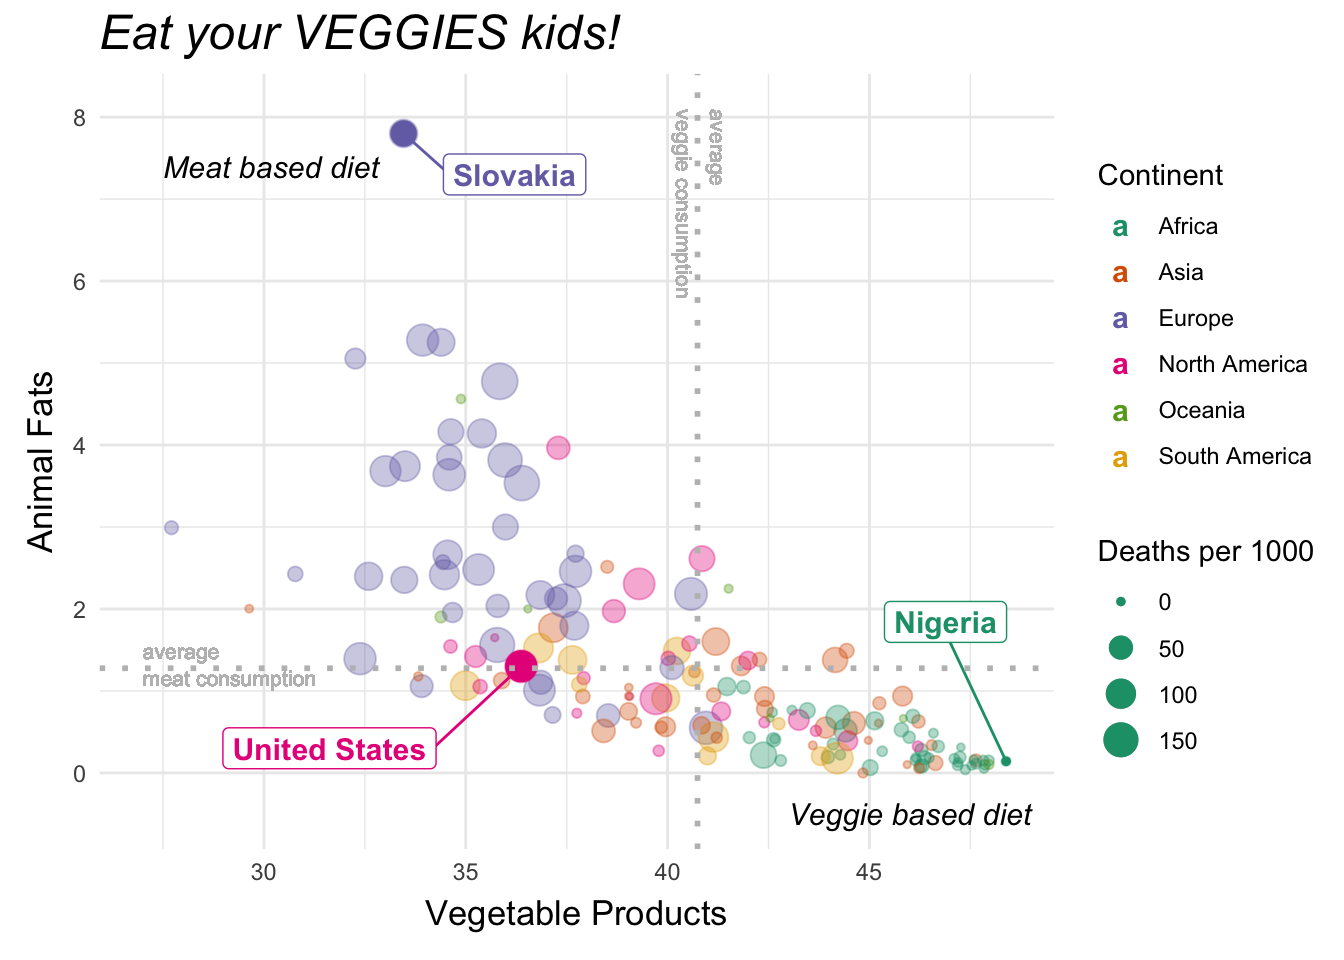 Eat your VEGGIES kids!
Animal Fats
8
6
4
2
0
Meat based diet
Slovakia
average
veggie consumption
average
meat consumption
United States
Nigeria
Veggie based diet
30
35
40
45
Vegetable Products
Continent
a Africa
a Asia
a Europe
a North America
a Oceania
a South America
Deaths per 1000
0
50
100
150